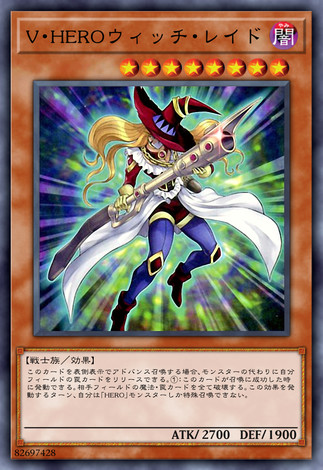 V・HEROウィッチ・レイド
やみ
闇
【戦士族／効果】
このカードを表側表示でアドバンス召喚する場合、モンスターの代わりに自分
フィールドの罠カードをリリースできる。①：このカードが召喚に成功した時
に発動できる。相手フィールドの魔法・罠カードを全て破壊する。この効果を発
動するターン、自分は「HERO」モンスターしか特殊召喚できない。
ATK/ 2700 DEF/1900
82697428